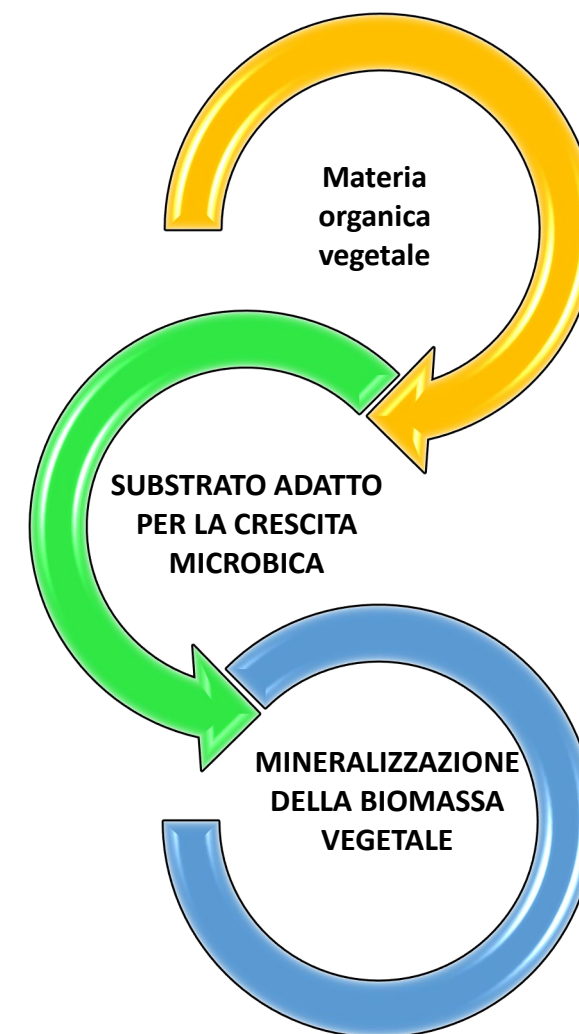 Materia
organica
vegetale
SUBSTRATO ADATTO
PER LA CRESCITA
MICROBICA
MINERALIZZAZIONE
DELLA BIOMASSA
VEGETALE